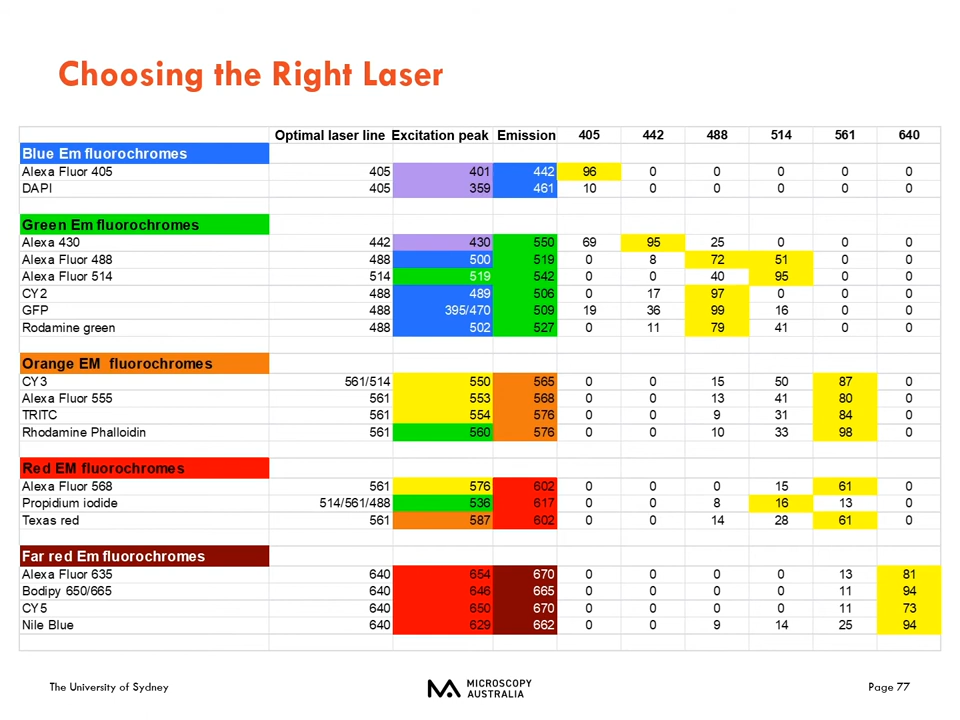 Choosing the Right Laser
Optimal laser line Excitation peak Emission 405 442 488 514 561 640
Blue Em fluorochromes
Alexa Fluor 405 405 401 442 96 0 0 0 0 0
DAPI 405 359 461 10 0 0 0 0 0
Green Em fluorochromes
Alexa 430 442 430 550 69 95 25 0 0 0
Alexa Fluor 488 488 500 519 0 8 72 51 0 0
Alexa Fluor 514 514 519 542 0 0 40 95 0 0
CY2 488 489 506 0 17 97 0 0 0
GFP 488 395/470 509 19 36 99 16 0 0
Rodamine green 488 502 527 0 11 79 41 0 0
Orange EM fluorochromes
CY3 561/514 550 565 0 0 15 50 87 0
Alexa Fluor 555 561 553 568 0 0 13 41 80 0
TRITC 561 554 576 0 0 9 31 84 0
Rhodamine Phalloidin 561 560 576 0 0 10 33 98 0
Red EM fluorochromes
Alexa Fluor 568 561 576 602 0 0 0 15 61 0
Propidium iodide 514/561/488 536 617 0 0 8 16 13 0
Texas red 561 587 602 0 0 14 28 61 0
Far red Em fluorochromes
Alexa Fluor 635 640 654 670 0 0 0 0 13 81
Bodipy 650/665 640 646 665 0 0 0 0 11 94
CY5 640 650 670 0 0 0 0 11 73
Nile Blue 640 629 662 0 0 9 14 25 94
The University of Sydney
MICROSCOPY
AUSTRALIA
Page 77